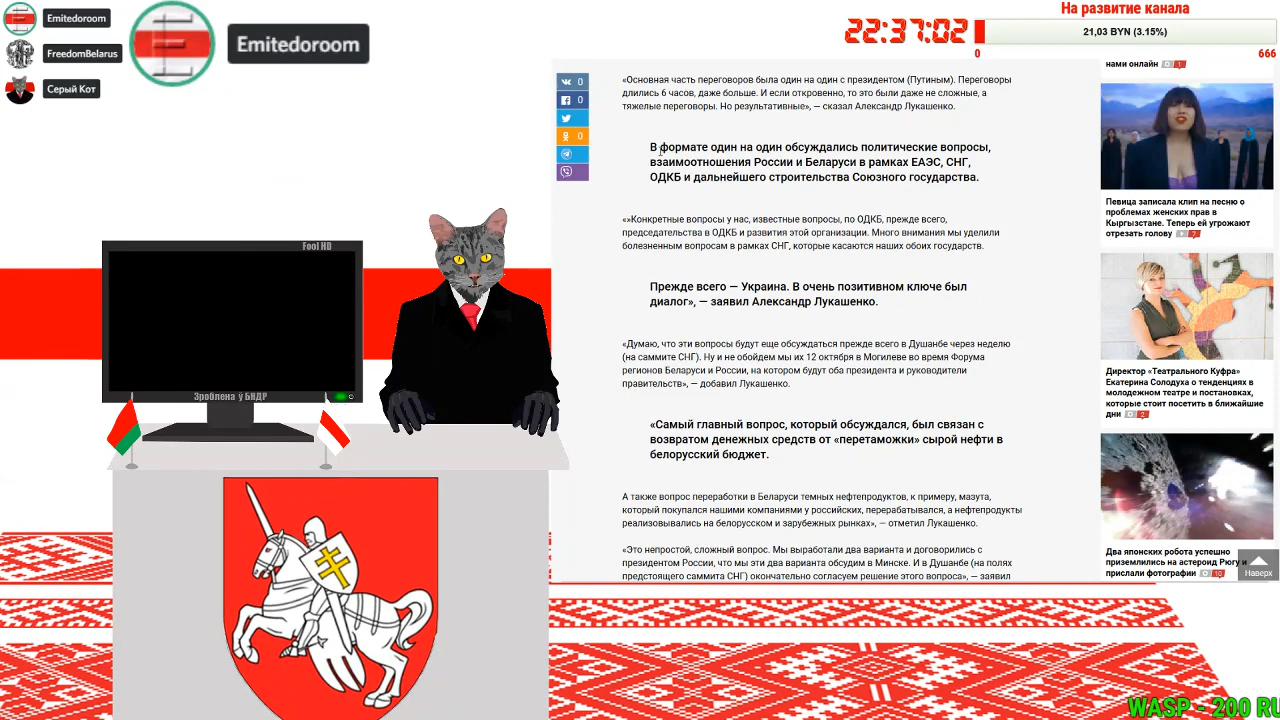 Emitedoroom
FreedomBelarus
Серый Кот
Emitedoroom
22:37:02
На развитие канала
21,03 BYN (3.15%)
0
666
0
0
0
«Основная часть переговоров была один на один с президентом (Путиным). Переговоры
длились 6 часов, даже больше. И если откровенно, то это были даже не сложные, а
тяжелые переговоры. Но результативные», — сказал Александр Лукашенко.
В формате один на один обсуждались политические вопросы,
взаимоотношения России и Беларуси в рамках ЕАЭС, СНГ,
ОДКБ и дальнейшего строительства Союзного государства.
«»Конкретные вопросы у нас, известные вопросы, по ОДКБ, прежде всего,
председательства в ОДКБ и развития этой организации. Много внимания мы уделили
болезненным вопросам в рамках СНГ, которые касаются наших обоих государств.
Прежде всего — Украина. В очень позитивном ключе был
диалог», — заявил Александр Лукашенко.
«Думаю, что эти вопросы будут еще обсуждаться прежде всего в Душанбе через неделю
(на саммите СНГ). Ну и не обойдем мы их 12 октября в Могилеве во время Форума
регионов Беларуси и России, на котором будут оба президента и руководители
правительств», — добавил Лукашенко.
«Самый главный вопрос, который обсуждался, был связан с
возвратом денежных средств от «перетаможки» сырой нефти в
белорусский бюджет.
А также вопрос переработки в Беларуси темных нефтепродуктов, к примеру, мазута,
который покупался нашими компаниями у российских, перерабатывался, а нефтепродукты
реализовывались на белорусском и зарубежных рынках», — отметил Лукашенко.
«Это непростой, сложный вопрос. Мы выработали два варианта и договорились с
президентом России, что мы эти два варианта обсудим в Минске. И в Душанбе (на полях
предстоящего саммита СНГ) окончательно согласуем решение этого вопроса», — заявил
нами онлайн 1
Певица записала клип на песню о
проблемах женских прав в
Кыргызстане. Теперь ей угрожают
отрезать голову 7
Директор «Театрального Куфра»
Екатерина Солодуха о тенденциях в
молодежном театре и постановках,
которые стоит посетить в ближайшие
дни 2
Два японских робота успешно
приземлились на астероид Рюгу и
прислали фотографии 10
Наверх
Fool HD
Зроблена ў БНДР
WASP - 200 RU